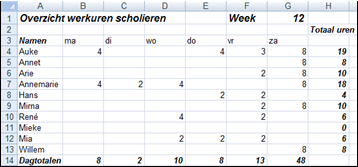 A B C D E F G H
1 Overzicht werkuren scholieren Week 12
2 Totaal uren
3 Namen ma di wo do vr za
4 Auke 4 4 3 8 19
5 Annet 8 8
6 Arie 2 8 10
7 Annemarie 4 2 4 8 18
8 Hans 2 2 4
9 Mirna 2 8 10
10 René 4 2 6
11 Mieke 0
12 Mia 2 2 2 6
13 Willem 8 8
14 Dagtotalen 8 2 10 8 13 48